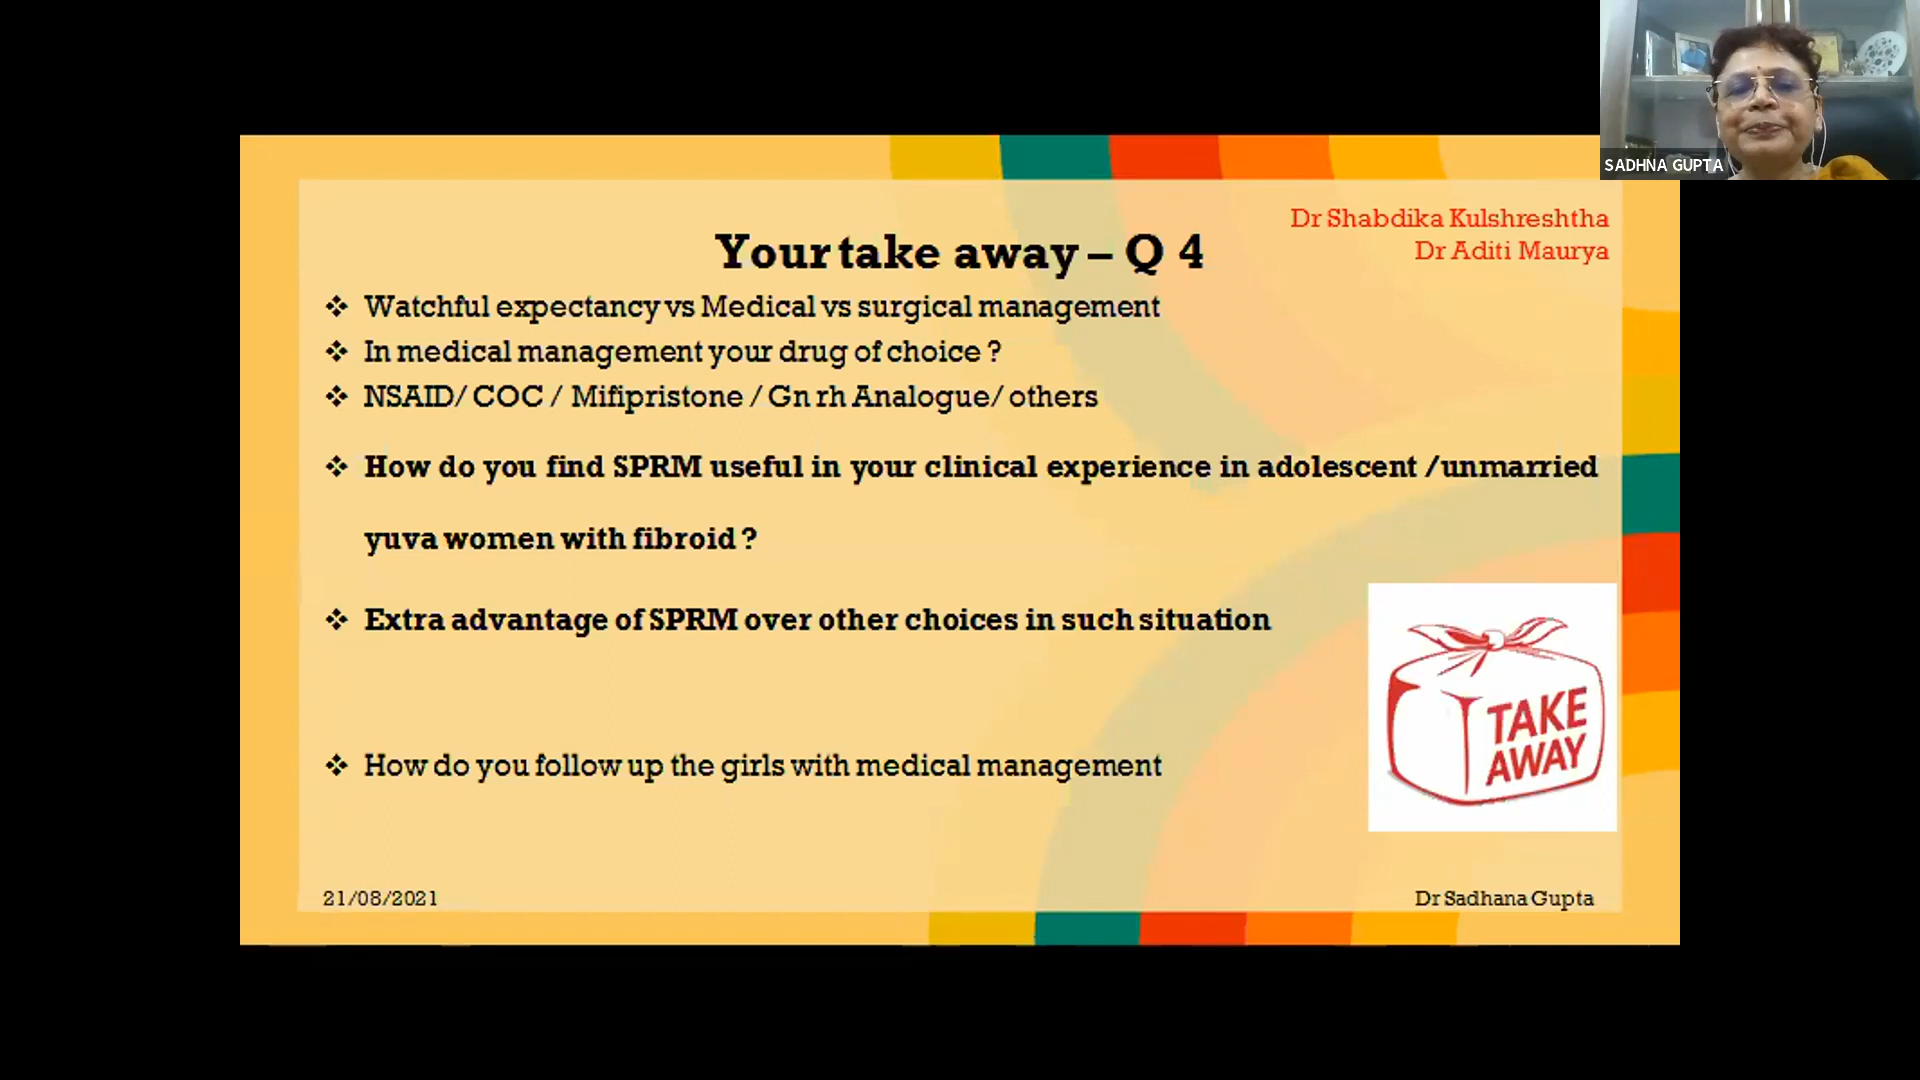 SADHNA GUPTA
Dr Shabdika Kulshreshtha
Dr Aditi Maurya
Your take away – Q 4
❖ Watchful expectancy vs Medical vs surgical management
❖ In medical management your drug of choice ?
❖ NSAID/ COC / Mifipristone / Gn rh Analogue/ others
❖ How do you find SPRM useful in your clinical experience in adolescent /unmarried
yuva women with fibroid ?
❖ Extra advantage of SPRM over other choices in such situation
❖ How do you follow up the girls with medical management
TAKE
AWAY
21/08/2021
Dr Sadhana Gupta